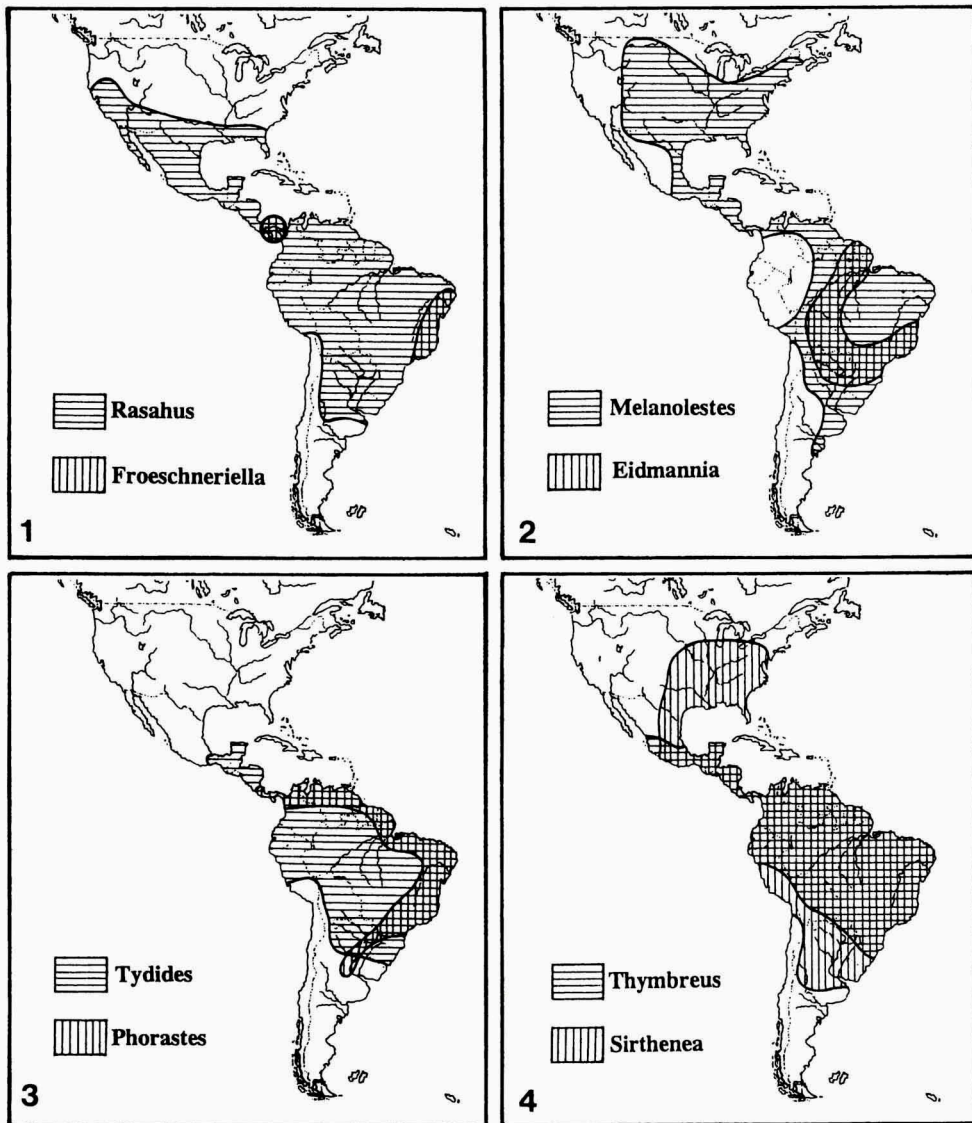 Rasahus
Froeschneriella
1
Melanolestes
Eidmannia
2
Tydides
Phorastes
3
Thymbreus
Sirthenea
4